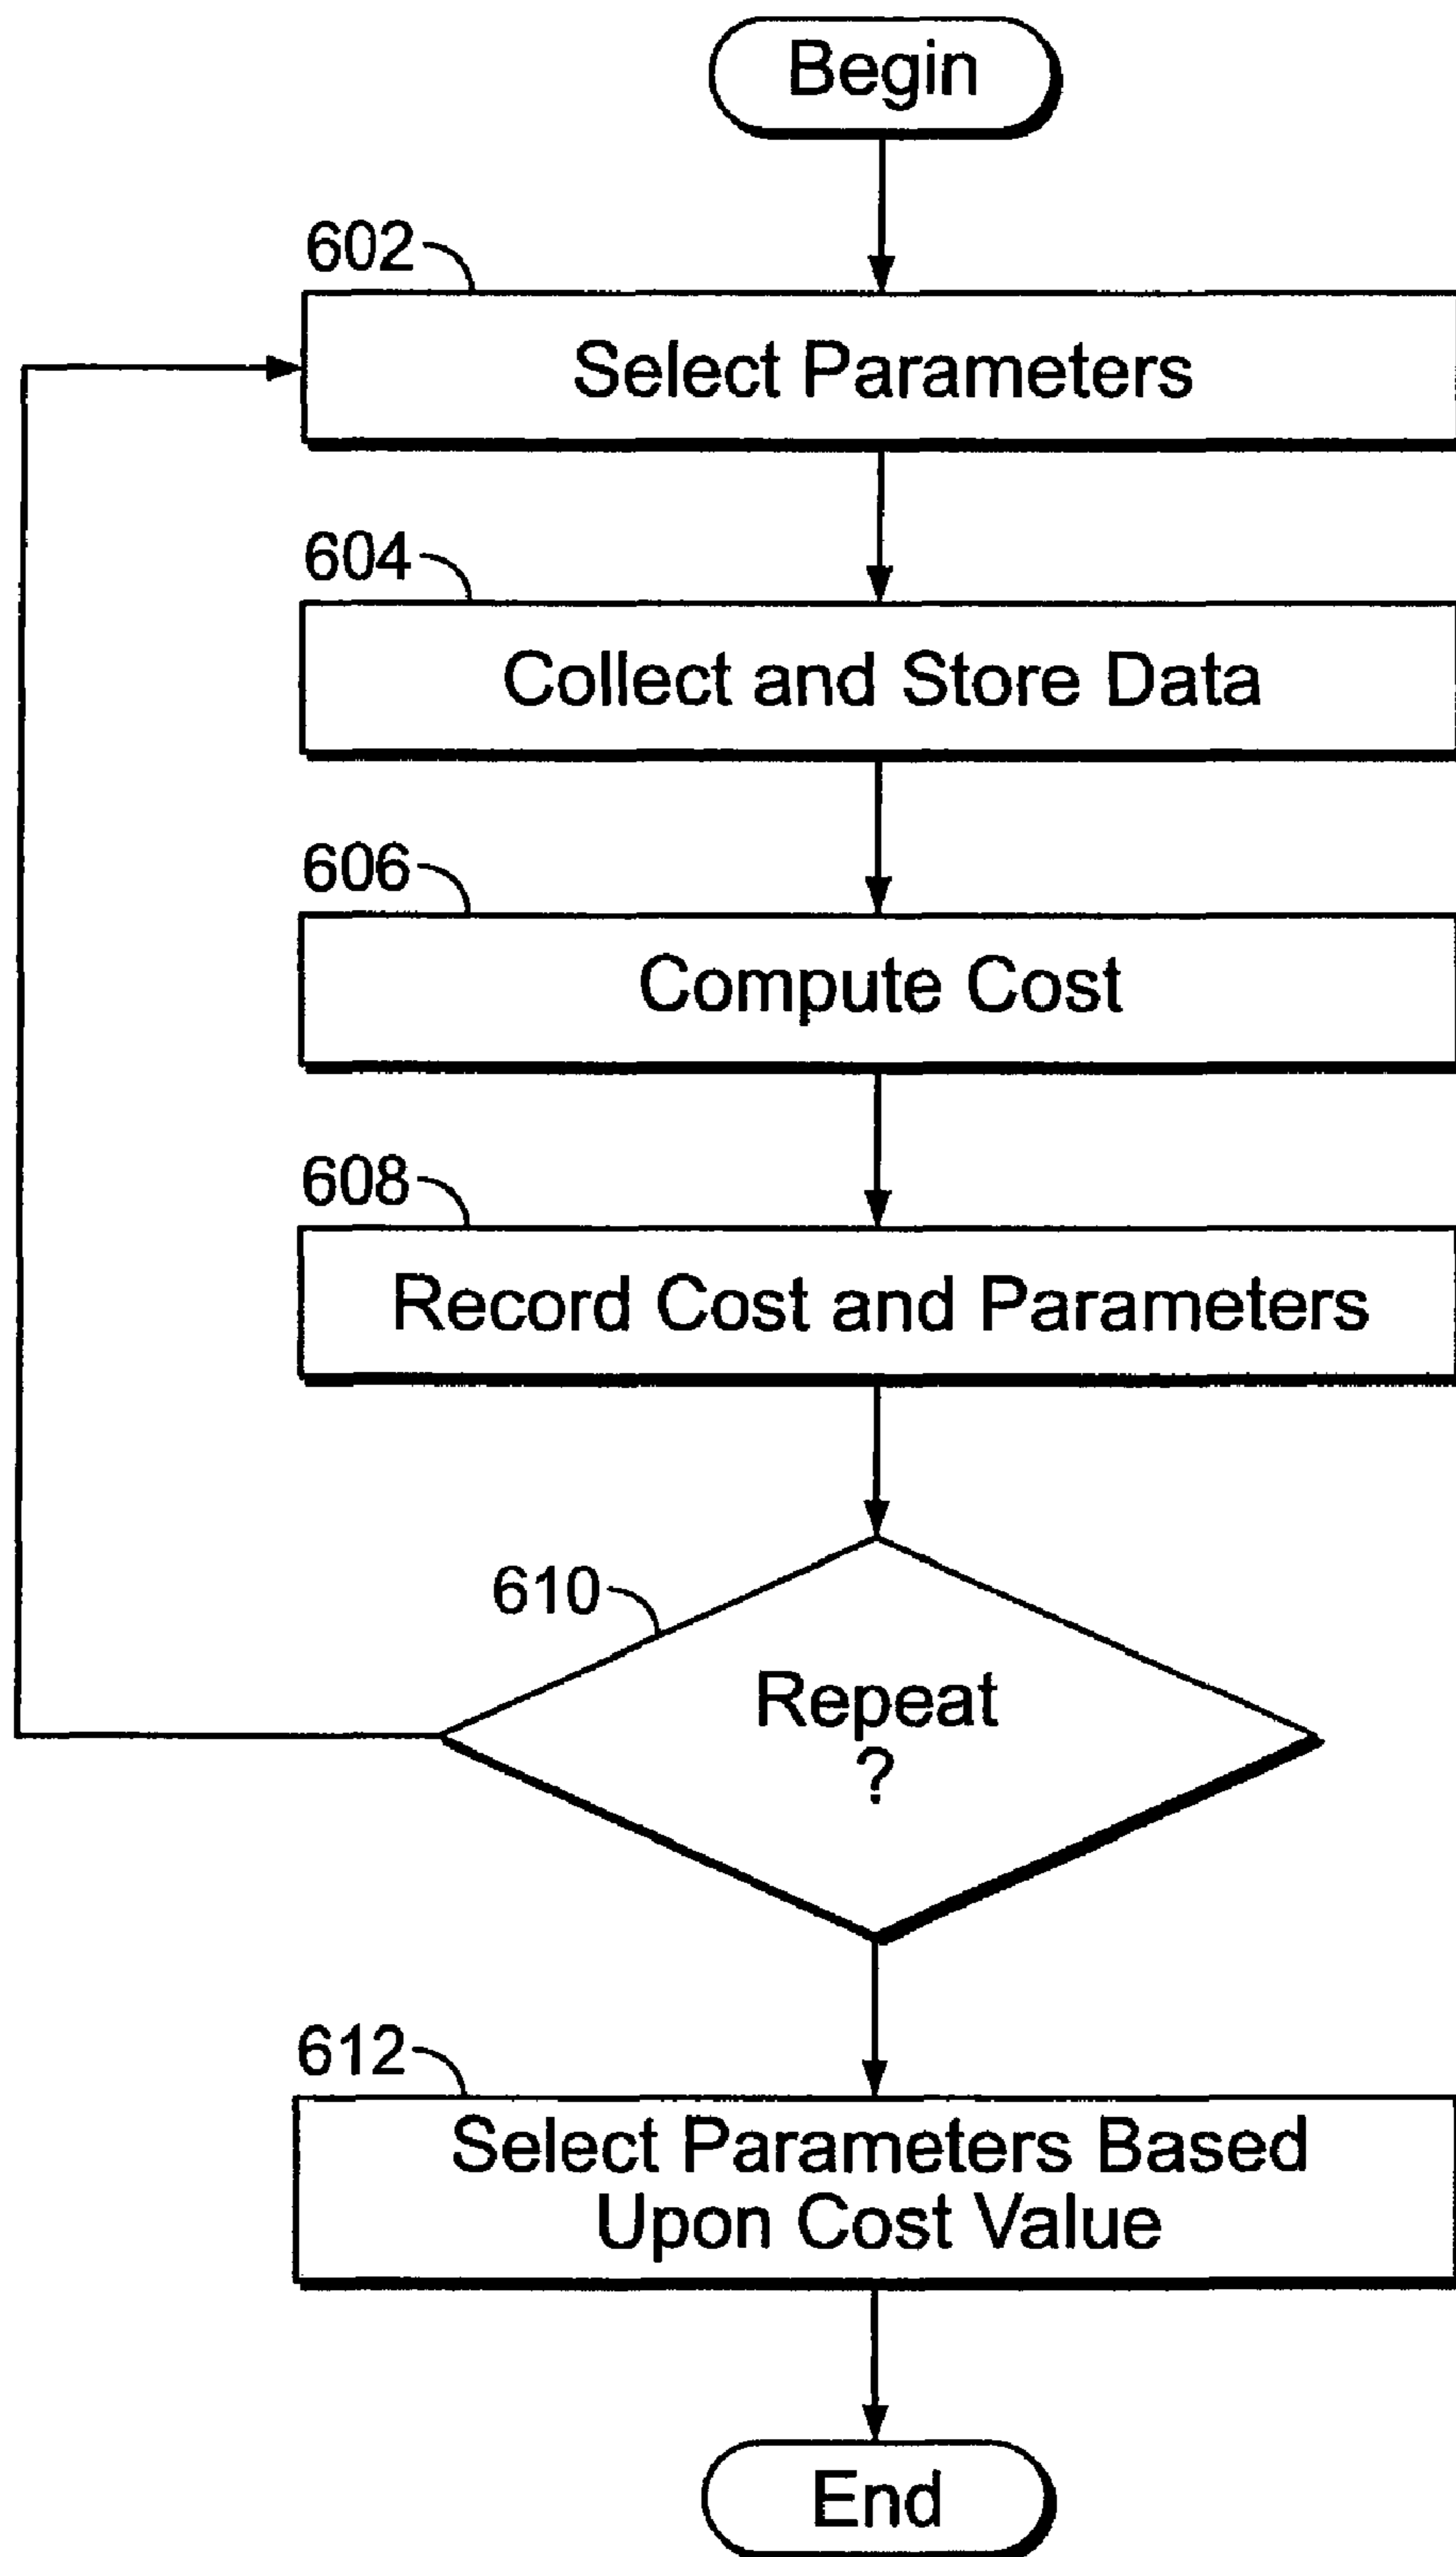 Begin
602
Select Parameters
604
Collect and Store Data
606
Compute Cost
608
Record Cost and Parameters
610
Repeat
?
612
Select Parameters Based
Upon Cost Value
End